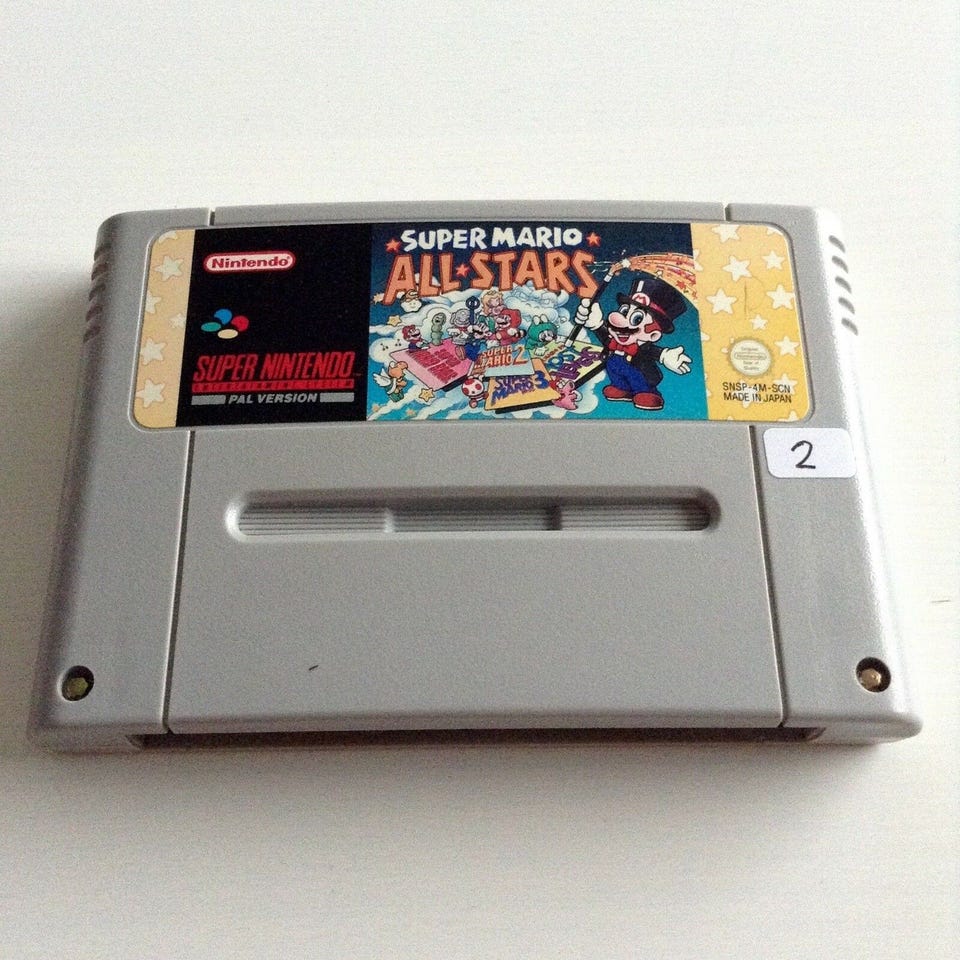 Nintendo
SUPER NINTENDO
ENTERTAINMENT SYSTEM
PAL VERSION
SUPER MARIO
ALL★STARS
SUPER
MARIO 2
SUPER
MARIO 3
Nintendo
SNSP-4M-SCN
MADE IN JAPAN
2